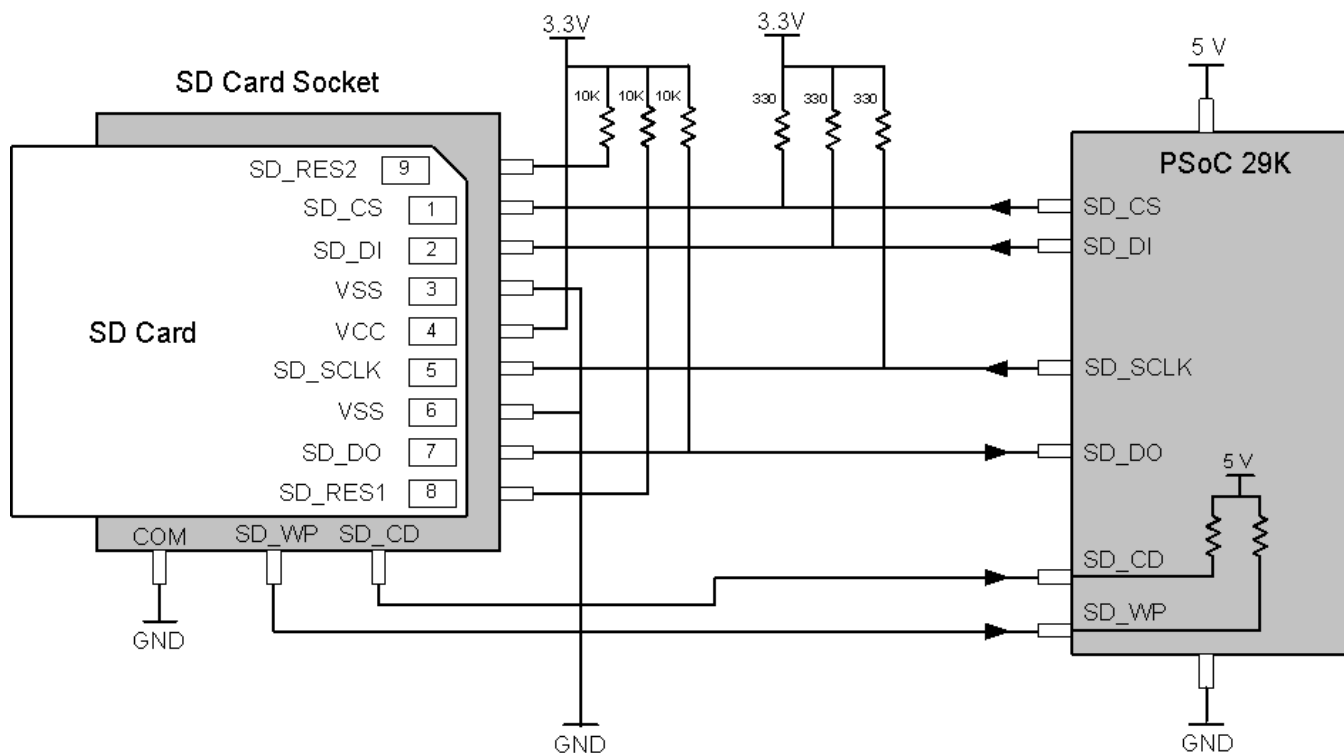 3.3V
3.3V
5 V
SD Card Socket
10K
10K
10K
330
330
330
PSoC 29K
SD_RES2
9
SD_CS
1
SD_CS
SD_DI
2
SD_DI
VSS
3
SD Card
VCC
4
SD_SCLK
5
SD_SCLK
VSS
6
SD_DO
7
SD_DO
5 V
SD_RES1
8
COM
SD_WP
SD_CD
SD_CD
SD_WP
GND
GND
GND